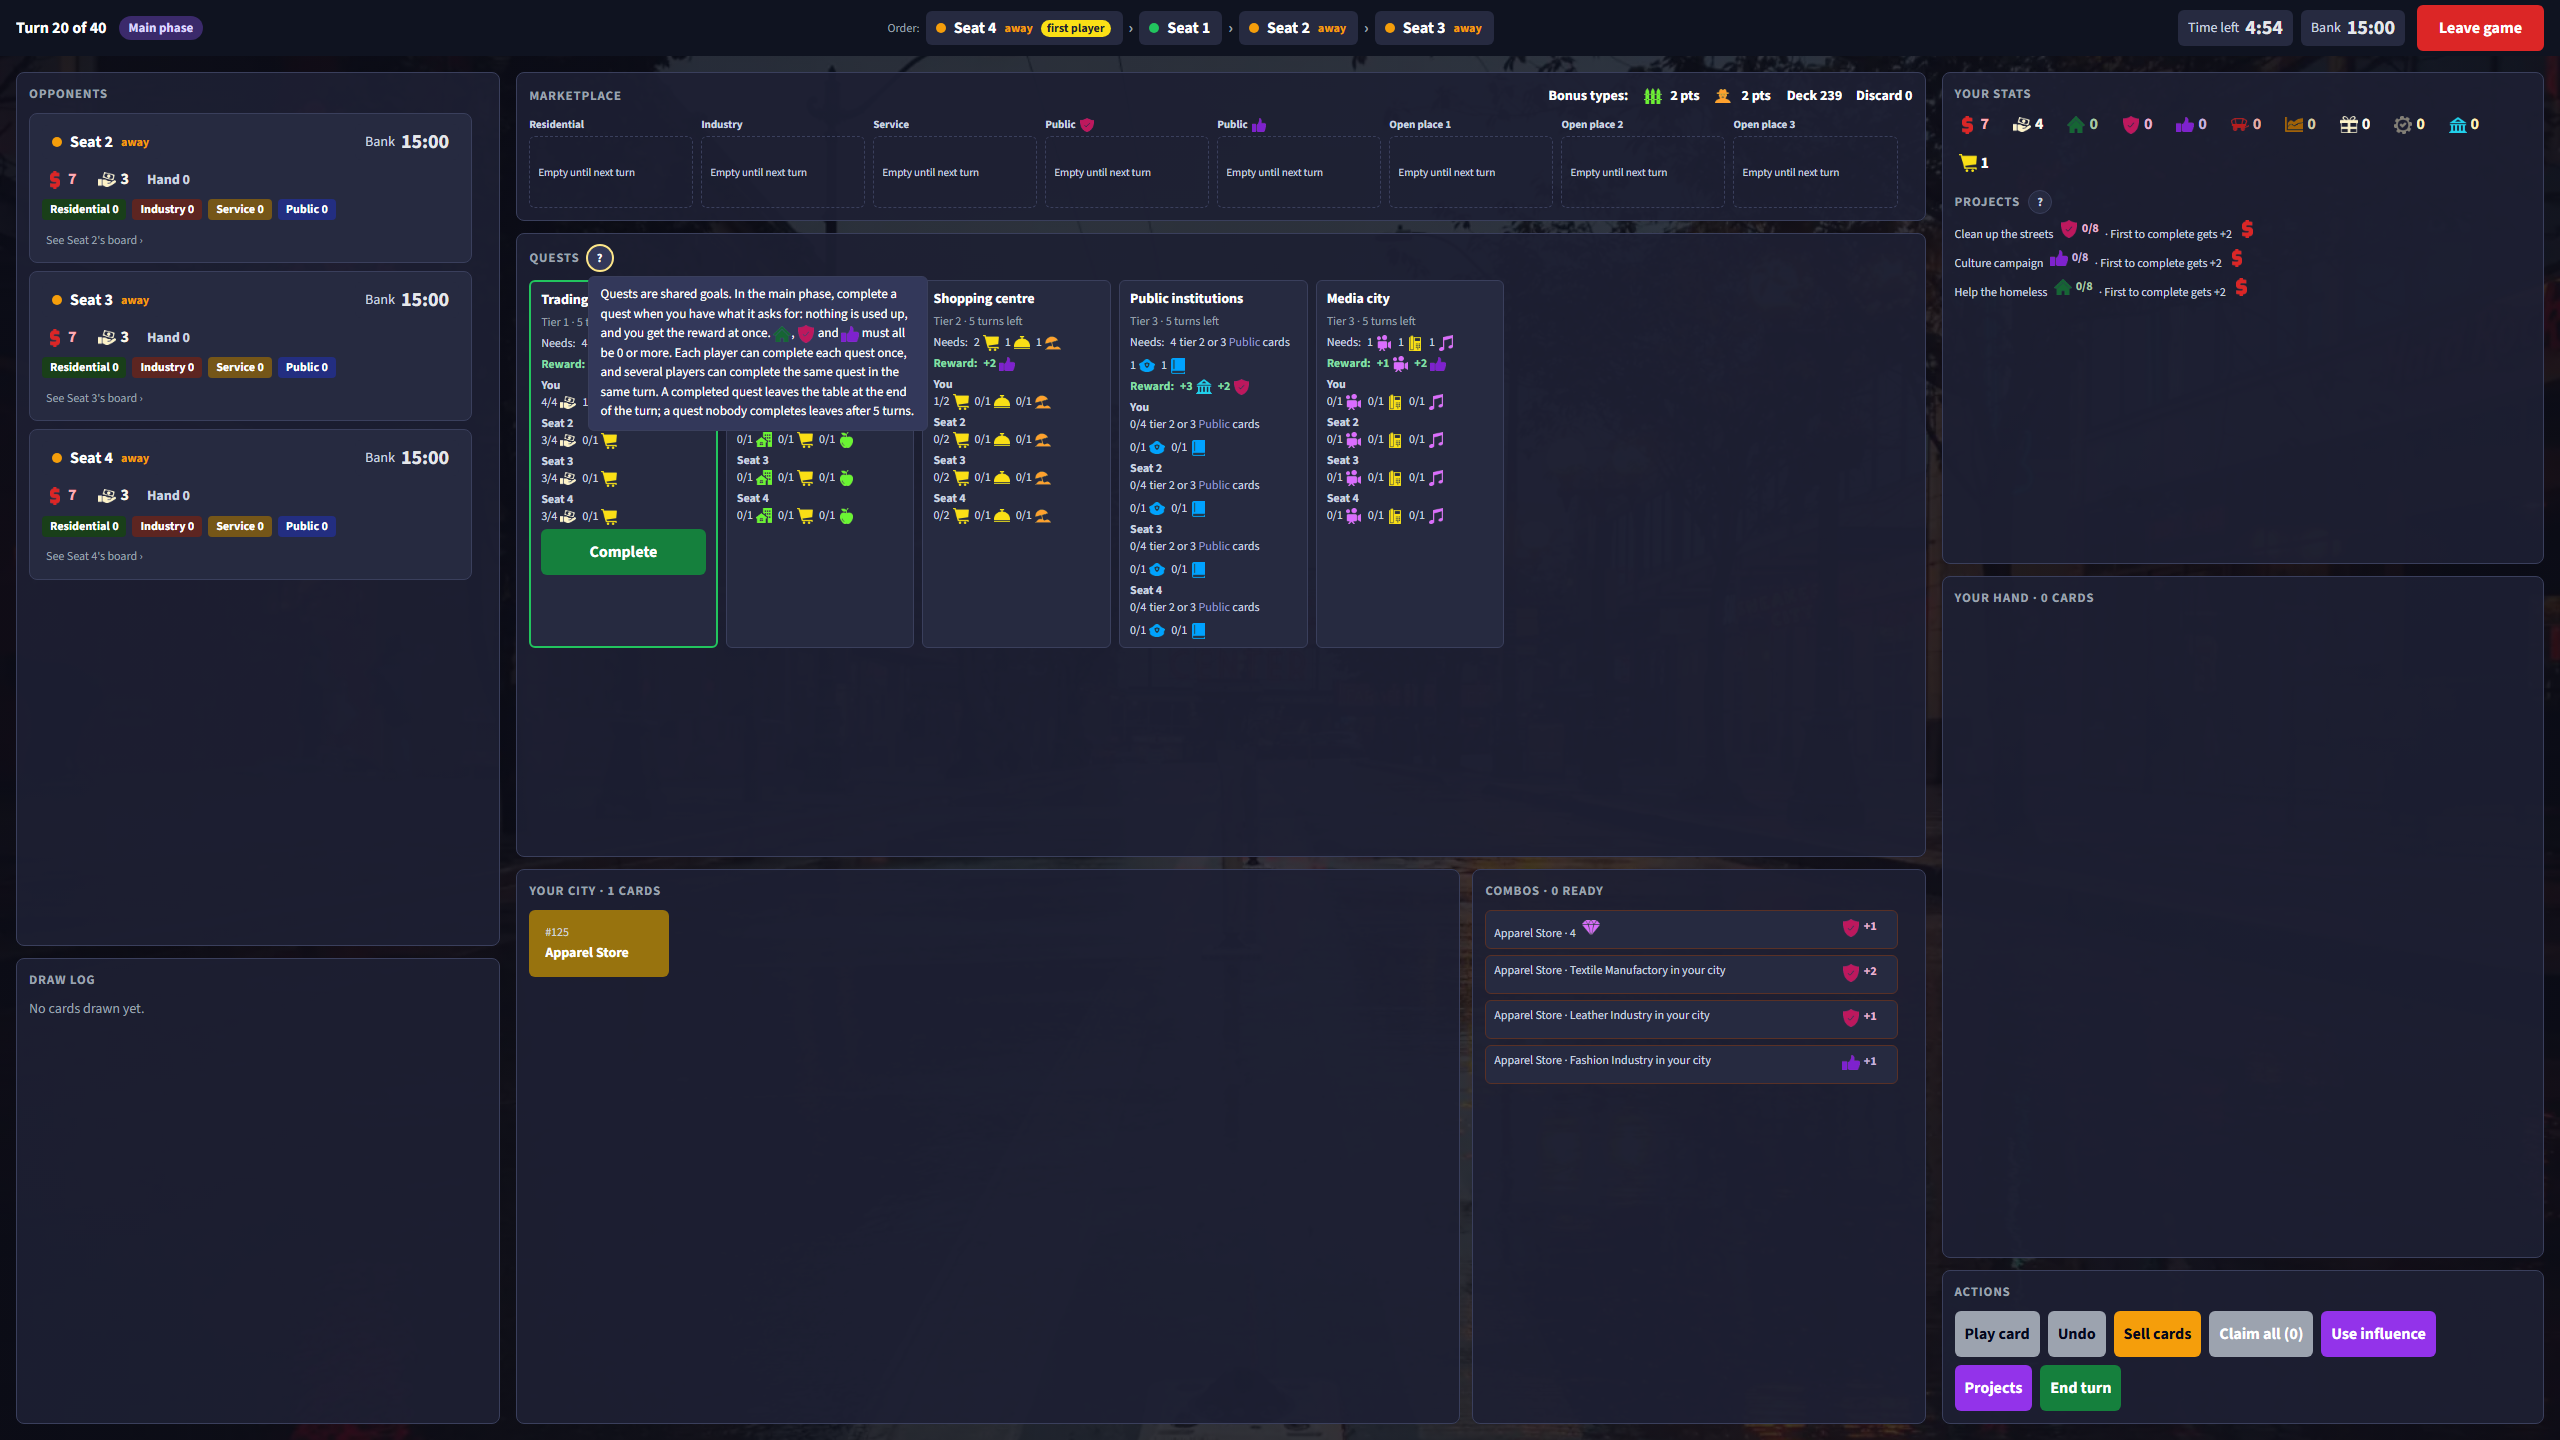 Turn 20 of 40 Main phase
Order: Seat 4 away first player › Seat 1 › Seat 2 away › Seat 3 away
Time left 4:54 Bank 15:00 Leave game
OPPONENTS
Seat 2 away Bank 15:00
7 3 Hand 0
Residential 0 Industry 0 Service 0 Public 0
See Seat 2's board ›
Seat 3 away Bank 15:00
7 3 Hand 0
Residential 0 Industry 0 Service 0 Public 0
See Seat 3's board ›
Seat 4 away Bank 15:00
7 3 Hand 0
Residential 0 Industry 0 Service 0 Public 0
See Seat 4's board ›
DRAW LOG
No cards drawn yet.
MARKETPLACE
Bonus types: 2 pts 2 pts Deck 239 Discard 0
Residential Industry Service Public Public Open place 1 Open place 2 Open place 3
Empty until next turn Empty until next turn Empty until next turn Empty until next turn Empty until next turn Empty until next turn Empty until next turn Empty until next turn
QUESTS ?
Quests are shared goals. In the main phase, complete a
quest when you have what it asks for: nothing is used up,
and you get the reward at once. , and must all
be 0 or more. Each player can complete each quest once,
and several players can complete the same quest in the
same turn. A completed quest leaves the table at the end
of the turn; a quest nobody completes leaves after 5 turns.
Trading
Tier 1 · 5 t
Needs: 4
Reward:
You
4/4 1
Seat 2
3/4 0/1
Seat 3
3/4 0/1
Seat 4
3/4 0/1
Complete
0/1 0/1 0/1
Seat 3
0/1 0/1 0/1
Seat 4
0/1 0/1 0/1
Shopping centre
Tier 2 · 5 turns left
Needs: 2 1 1
Reward: +2
You
1/2 0/1 0/1
Seat 2
0/2 0/1 0/1
Seat 3
0/2 0/1 0/1
Seat 4
0/2 0/1 0/1
Public institutions
Tier 3 · 5 turns left
Needs: 4 tier 2 or 3 Public cards
1 1
Reward: +3 +2
You
0/4 tier 2 or 3 Public cards
0/1 0/1
Seat 2
0/4 tier 2 or 3 Public cards
0/1 0/1
Seat 3
0/4 tier 2 or 3 Public cards
0/1 0/1
Seat 4
0/4 tier 2 or 3 Public cards
0/1 0/1
Media city
Tier 3 · 5 turns left
Needs: 1 1 1
Reward: +1 +2
You
0/1 0/1 0/1
Seat 2
0/1 0/1 0/1
Seat 3
0/1 0/1 0/1
Seat 4
0/1 0/1 0/1
YOUR CITY · 1 CARDS
#125
Apparel Store
COMBOS · 0 READY
Apparel Store · 4 +1
Apparel Store · Textile Manufactory in your city +2
Apparel Store · Leather Industry in your city +1
Apparel Store · Fashion Industry in your city +1
YOUR STATS
7 4 0 0 0 0 0 0 0 0
1
PROJECTS ?
Clean up the streets 0/8 · First to complete gets +2
Culture campaign 0/8 · First to complete gets +2
Help the homeless 0/8 · First to complete gets +2
YOUR HAND · 0 CARDS
ACTIONS
Play card Undo Sell cards Claim all (0) Use influence
Projects End turn